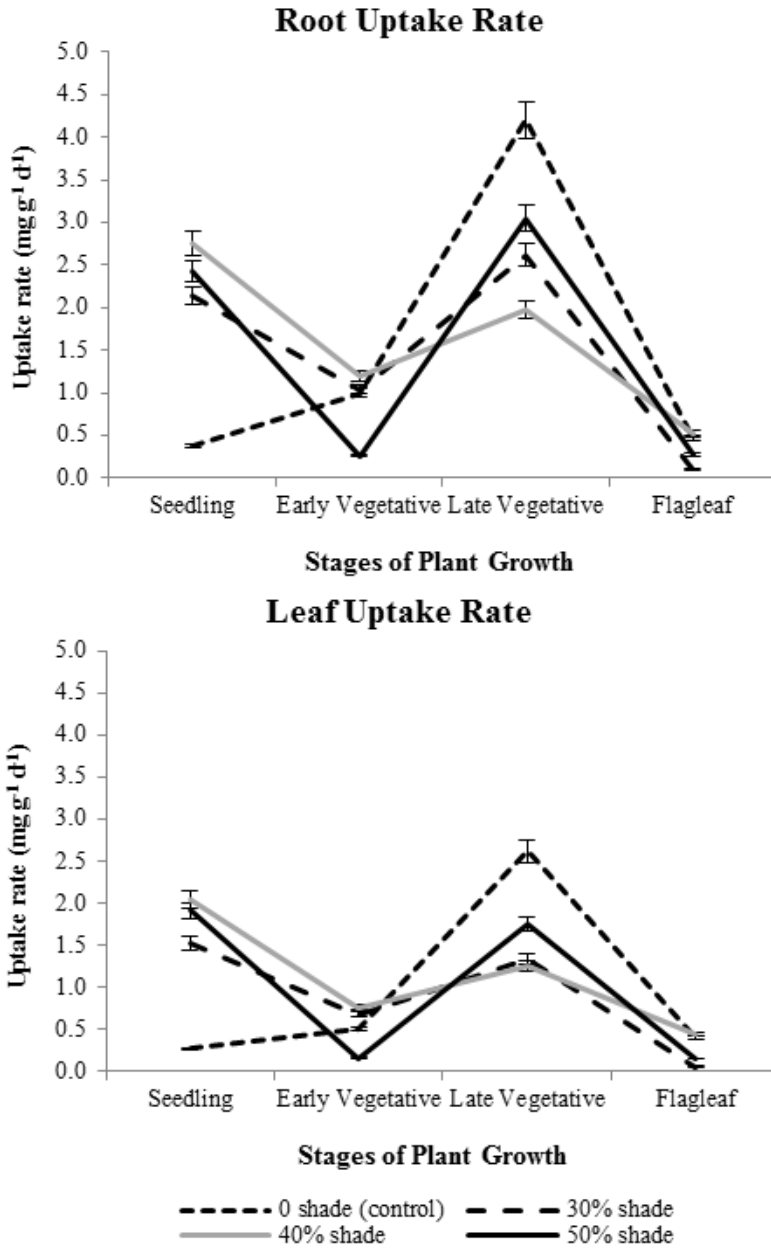 Root Uptake Rate
5.0
4.5
4.0
3.5
3.0
2.5
2.0
1.5
1.0
0.5
0.0
Uptake rate (mg g⁻¹ d⁻¹)
Seedling Early Vegetative Late Vegetative Flagleaf
Stages of Plant Growth
Leaf Uptake Rate
5.0
4.5
4.0
3.5
3.0
2.5
2.0
1.5
1.0
0.5
0.0
Uptake rate (mg g⁻¹ d⁻¹)
Seedling Early Vegetative Late Vegetative Flagleaf
Stages of Plant Growth
0 shade (control) 30% shade
40% shade 50% shade